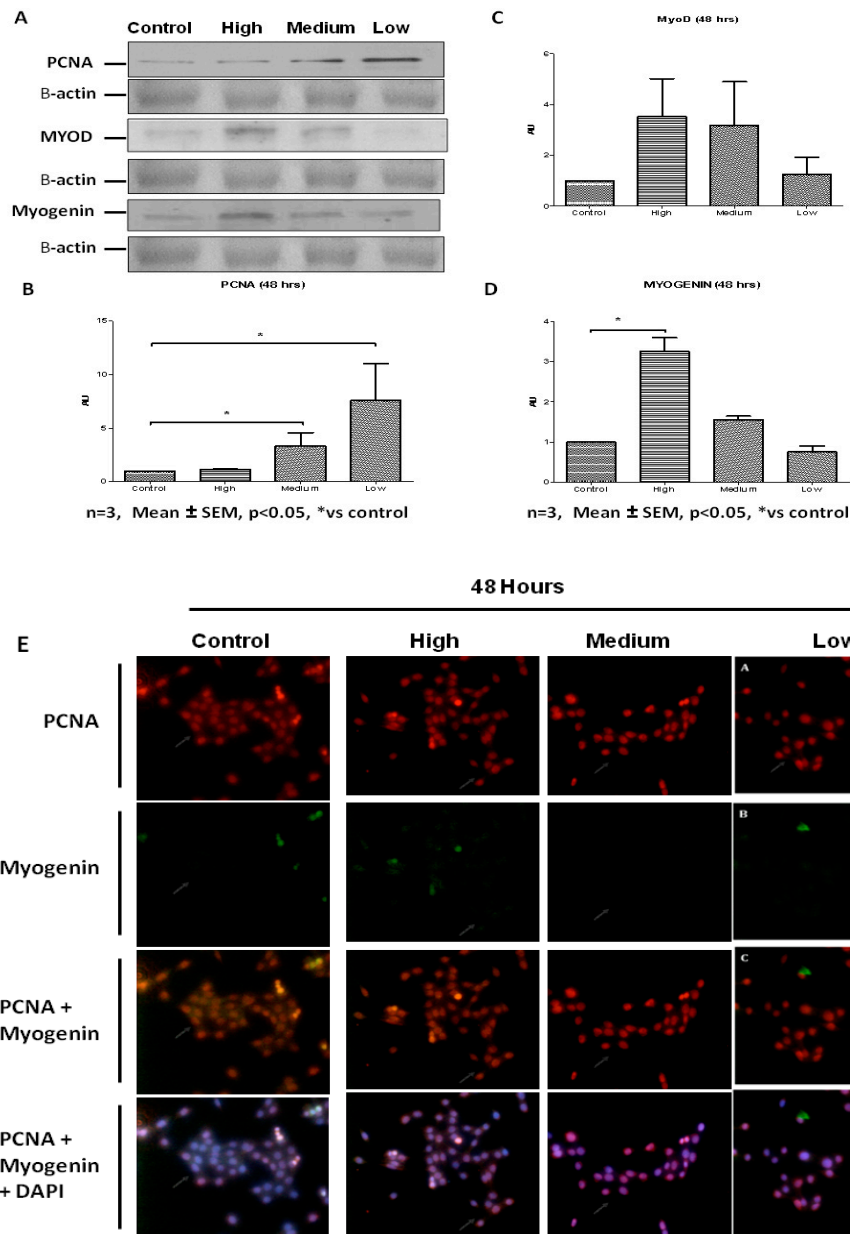 A
Control High Medium Low
PCNA
B-actin
MYOD
B-actin
Myogenin
B-actin
C
MyoD (48 hrs)
6
4
2
0
AU
Control High Medium Low
B
PCNA (48 hrs)
15
10
5
0
AU
Control High Medium Low
n=3, Mean ± SEM, p<0.05, *vs control
*
*
D
MYOGENIN (48 hrs)
4
3
2
1
0
AU
*
Control High Medium Low
n=3, Mean ± SEM, p<0.05, *vs control
48 Hours
E
Control High Medium Low
PCNA
A
Myogenin
B
PCNA +
Myogenin
C
PCNA +
Myogenin
+ DAPI